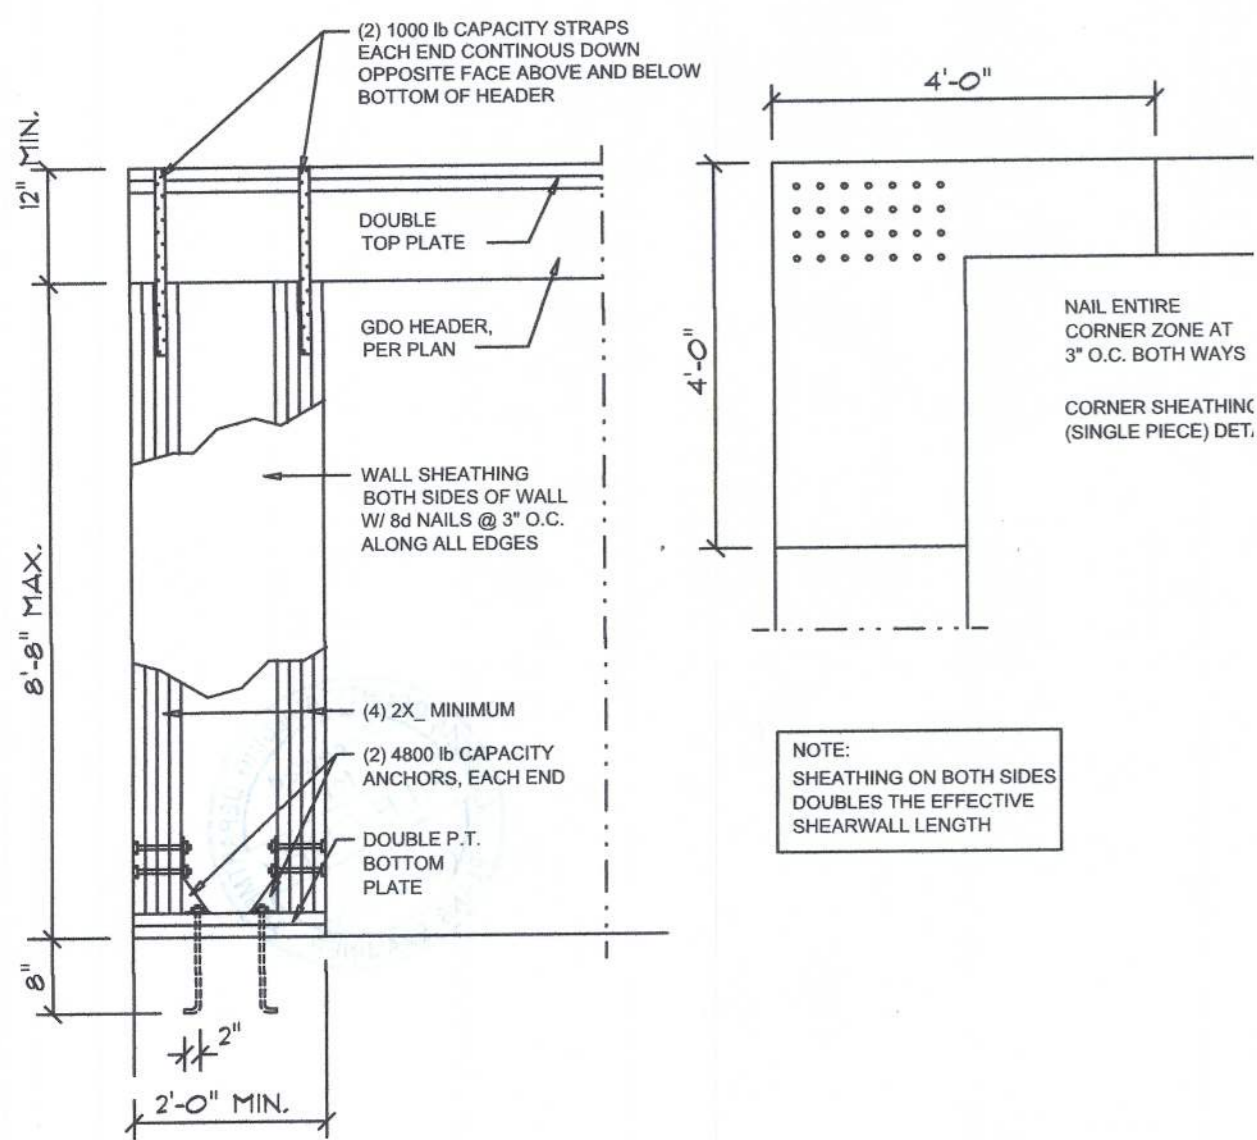 (2) 1000 lb CAPACITY STRAPS
EACH END CONTINOUS DOWN
OPPOSITE FACE ABOVE AND BELOW
BOTTOM OF HEADER
12" MIN.
DOUBLE
TOP PLATE
GDO HEADER,
PER PLAN
8'-8" MAX.
WALL SHEATHING
BOTH SIDES OF WALL
W/ 8d NAILS @ 3" O.C.
ALONG ALL EDGES
(4) 2X_ MINIMUM
(2) 4800 lb CAPACITY
ANCHORS, EACH END
DOUBLE P.T.
BOTTOM
PLATE
8"
2"
2'-0" MIN.
4'-0"
4'-0"
NAIL ENTIRE
CORNER ZONE AT
3" O.C. BOTH WAYS
CORNER SHEATHING
(SINGLE PIECE)
NOTE:
SHEATHING ON BOTH SIDES
DOUBLES THE EFFECTIVE
SHEARWALL LENGTH